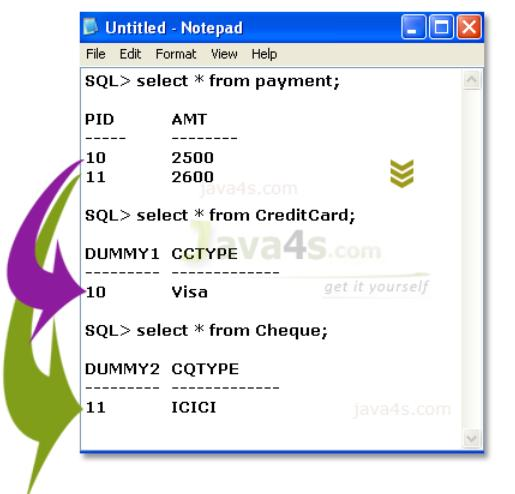 Untitled - Notepad
File Edit Format View Help
SQL> select * from payment;
PID AMT
----- --------
10 2500
11 2600
java4s.com
SQL> select * from CreditCard;
DUMMY1 CCTYPE
--------- -------------
Java4s.com
10 Visa
get it yourself
SQL> select * from Cheque;
DUMMY2 CQTYPE
--------- -------------
11 ICICI
java4s.com